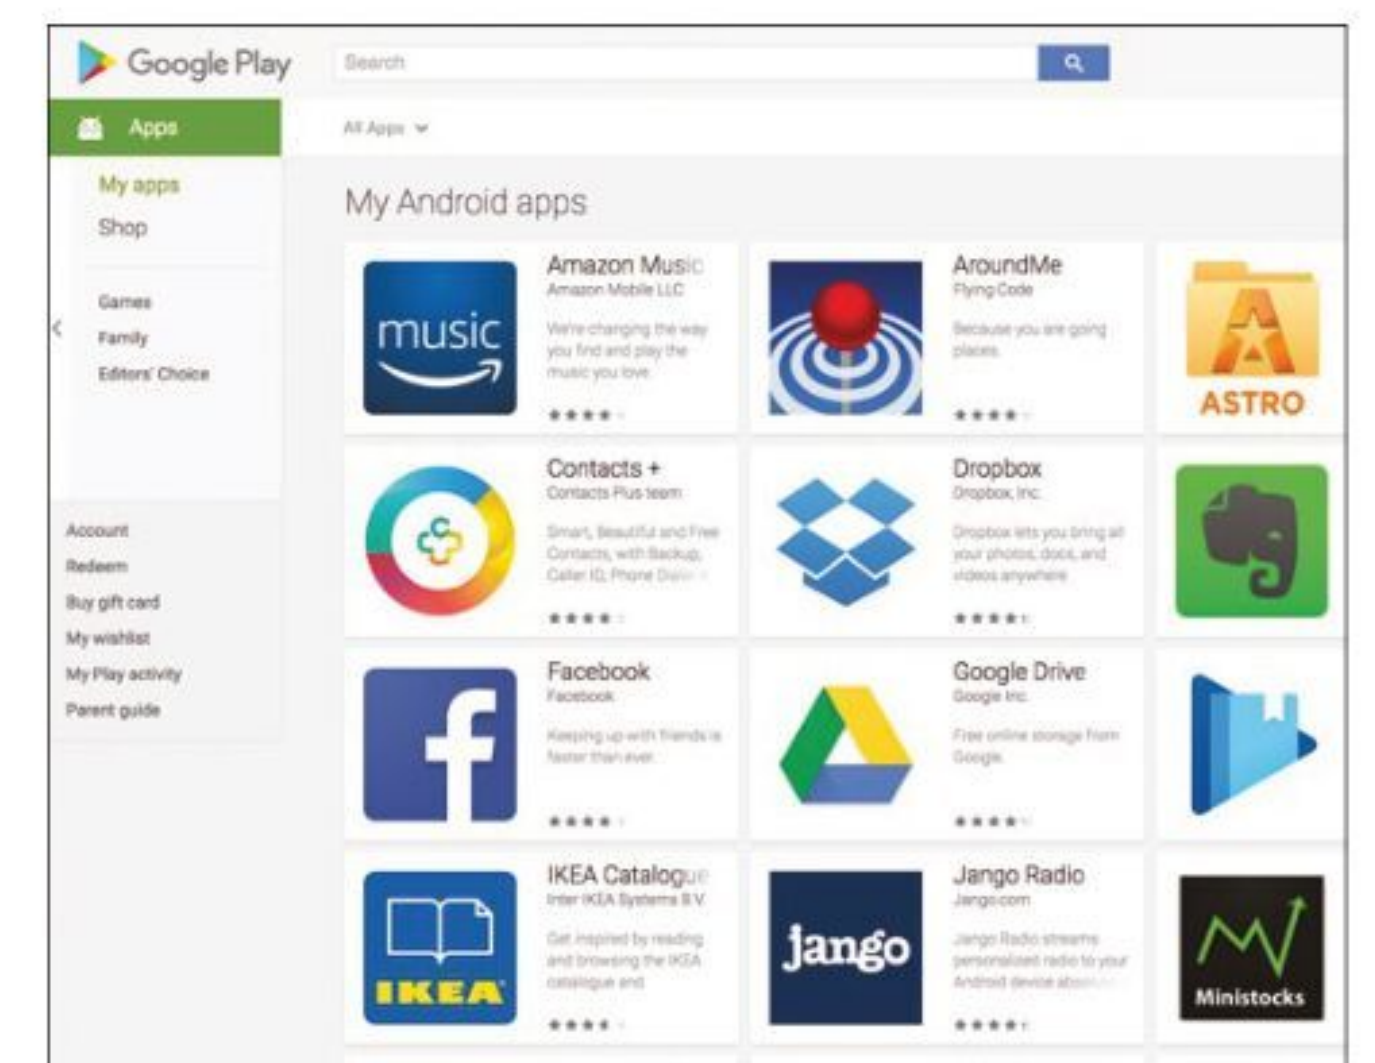 Google Play
Search
Apps
All Apps
My apps
Shop
Games
Family
Editors' Choice
Account
Redeem
Buy gift card
My wishlist
My Play activity
Parent guide
My Android apps
music
Amazon Music
Amazon Mobile LLC
We're changing the way
you find and play the
music you love.
AroundMe
Flying Code
Because you are going
places.
ASTRO
Contacts +
Contacts Plus team
Smart, Beautiful and Free
Contacts, with Backup,
Caller ID, Phone Dialer
Dropbox
Dropbox, Inc.
Dropbox lets you bring all
your photos, docs, and
videos anywhere
Facebook
Facebook
Keeping up with friends is
faster than ever.
Google Drive
Google Inc.
Free online storage from
Google.
IKEA
IKEA Catalogue
Inter IKEA Systems B.V.
Get inspired by reading
and browsing the IKEA
catalogue and
jango
Jango Radio
Jango.com
Jango Radio streams
personalized radio to your
Android device
Ministocks